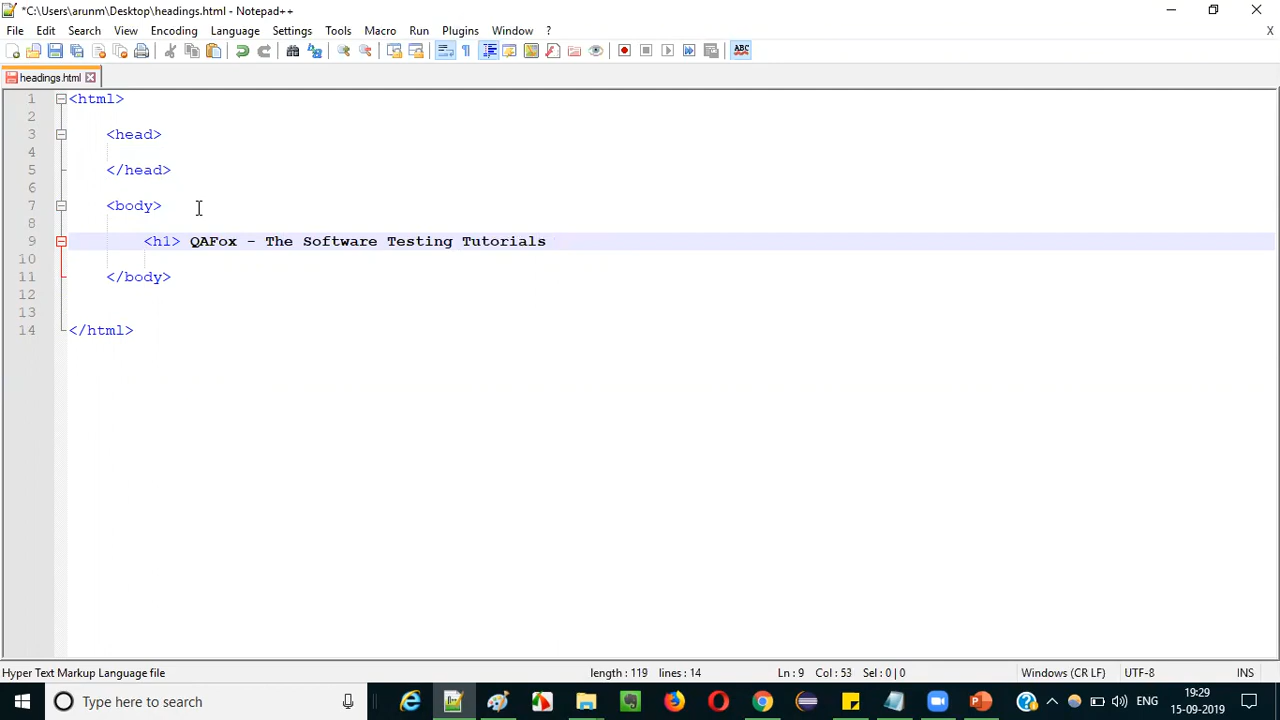 *C:\Users\arunm\Desktop\headings.html - Notepad++
File Edit Search View Encoding Language Settings Tools Macro Run Plugins Window ? X
ABC
headings.html
1 <html>
2
3 <head>
4
5 </head>
6
7 <body>
8
9 <h1> QAFox - The Software Testing Tutorials
10
11 </body>
12
13
14 </html>
Hyper Text Markup Language file length : 119 lines : 14 Ln : 9 Col : 53 Sel : 0 | 0 Windows (CR LF) UTF-8 INS
Type here to search ENG 19:29
15-09-2019